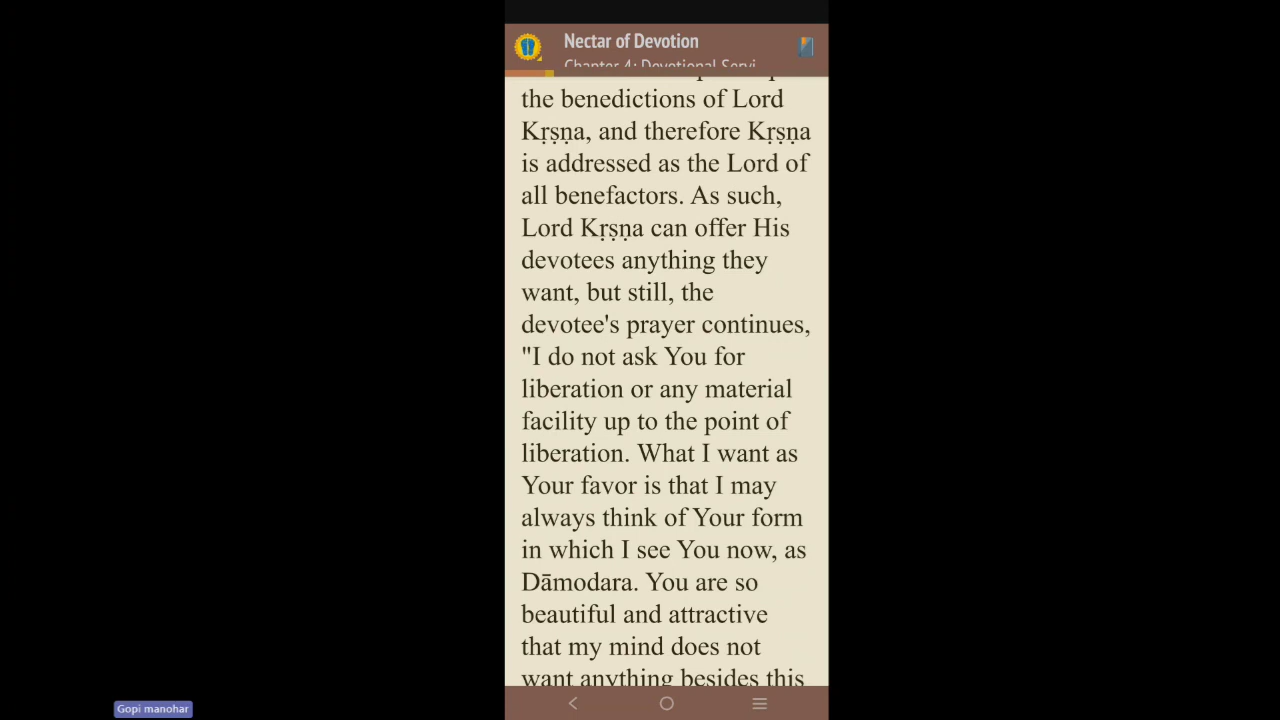 Nectar of Devotion
Chapter 4: Devotional Servi
the benedictions of Lord
Kṛṣṇa, and therefore Kṛṣṇa
is addressed as the Lord of
all benefactors. As such,
Lord Kṛṣṇa can offer His
devotees anything they
want, but still, the
devotee's prayer continues,
"I do not ask You for
liberation or any material
facility up to the point of
liberation. What I want as
Your favor is that I may
always think of Your form
in which I see You now, as
Dāmodara. You are so
beautiful and attractive
that my mind does not
want anything besides this
Gopi manohar